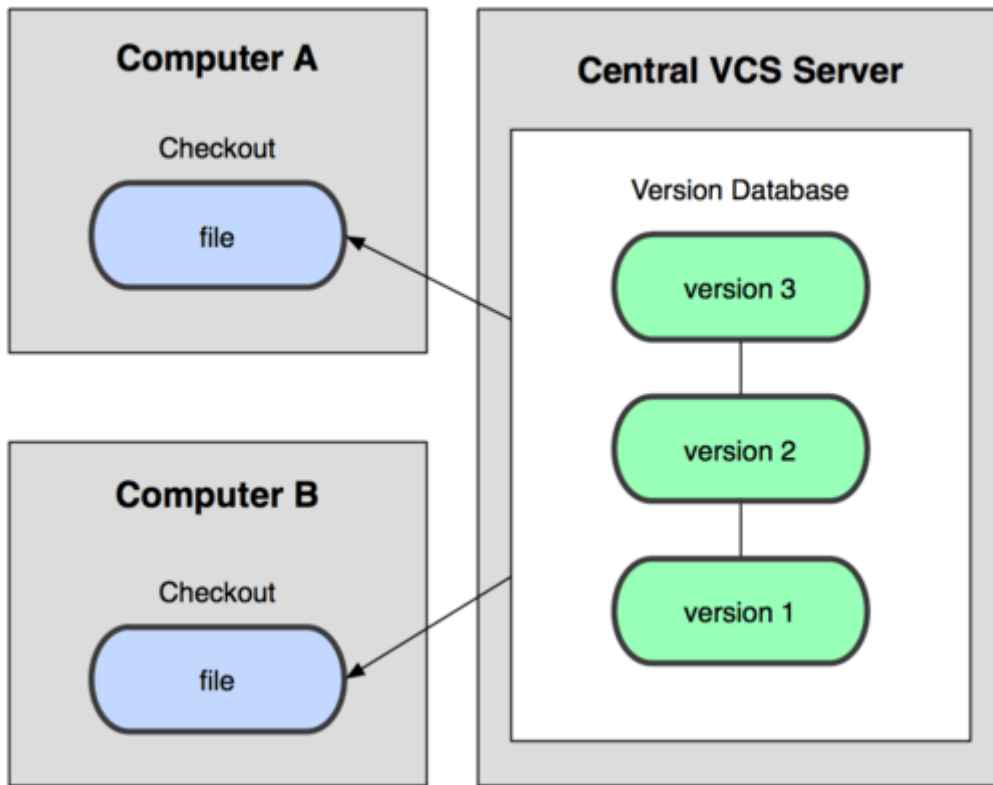 Computer A
Checkout
file
Computer B
Checkout
file
Central VCS Server
Version Database
version 3
version 2
version 1